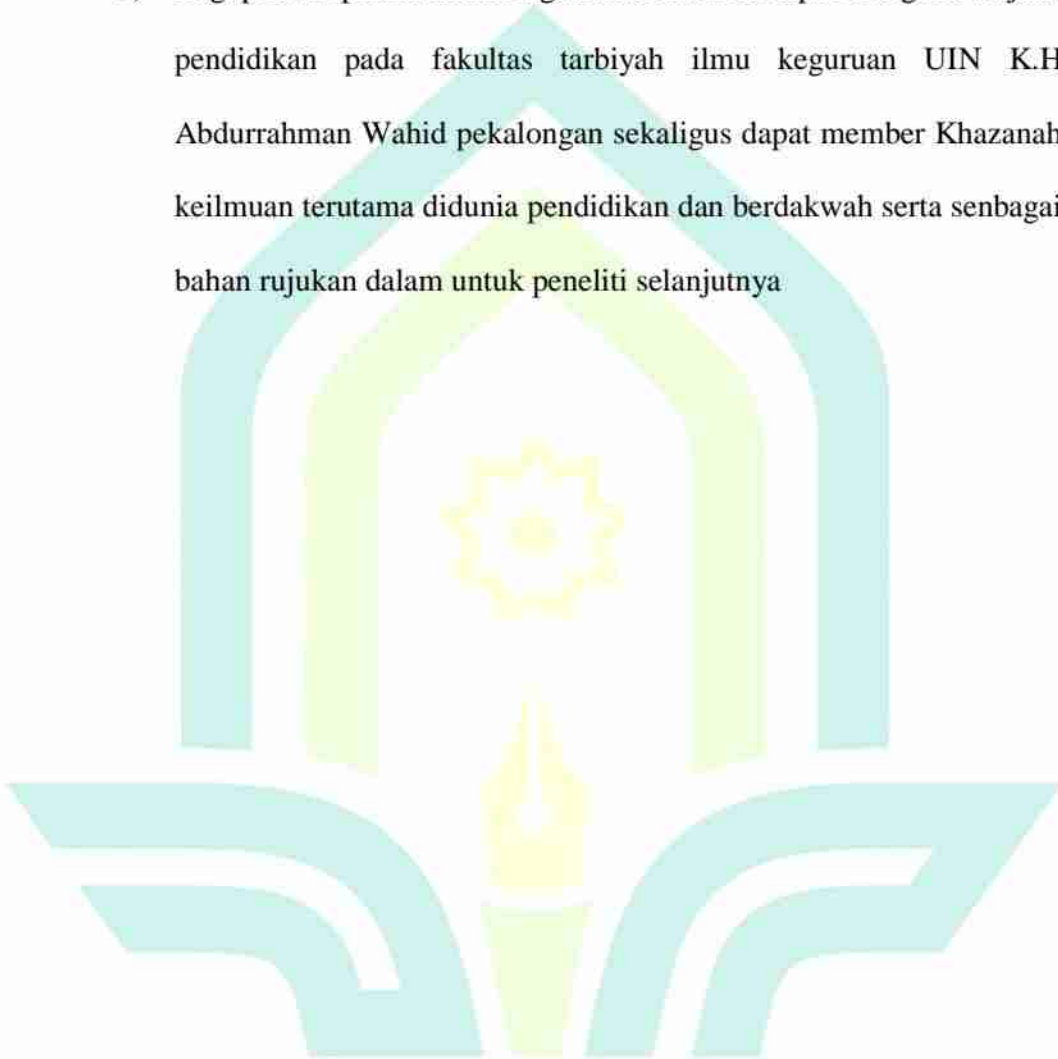 pendidikan pada fakultas tarbiyah ilmu keguruan UIN K.H
Abdurrahman Wahid pekalongan sekaligus dapat member Khazanah
keilmuan terutama didunia pendidikan dan berdakwah serta senbagai
bahan rujukan dalam untuk peneliti selanjutnya